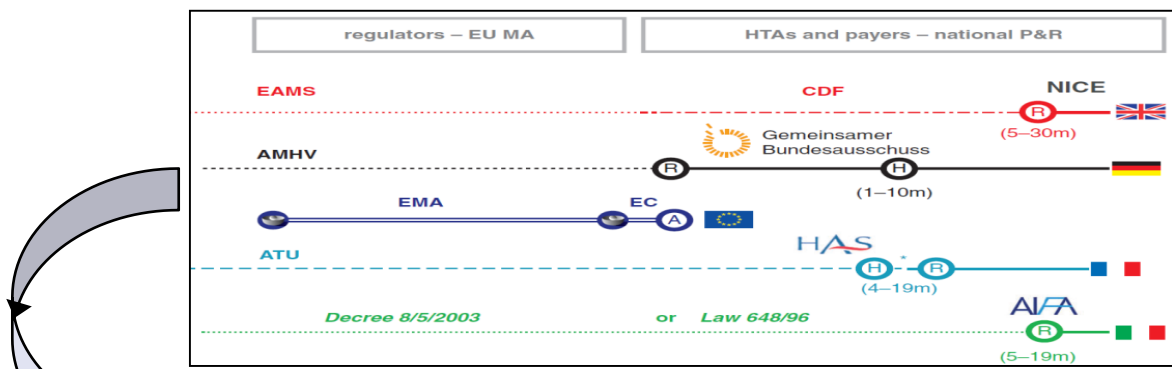 regulators – EU MA
HTAs and payers – national P&R
EAMS
CDF
NICE
R
(5–30m)
AMHV
R
Gemeinsamer
Bundesausschuss
H
(1–10m)
EMA
EC
A
ATU
HAS
H
*
R
(4–19m)
Decree 8/5/2003 or Law 648/96
AIFA
R
(5–19m)